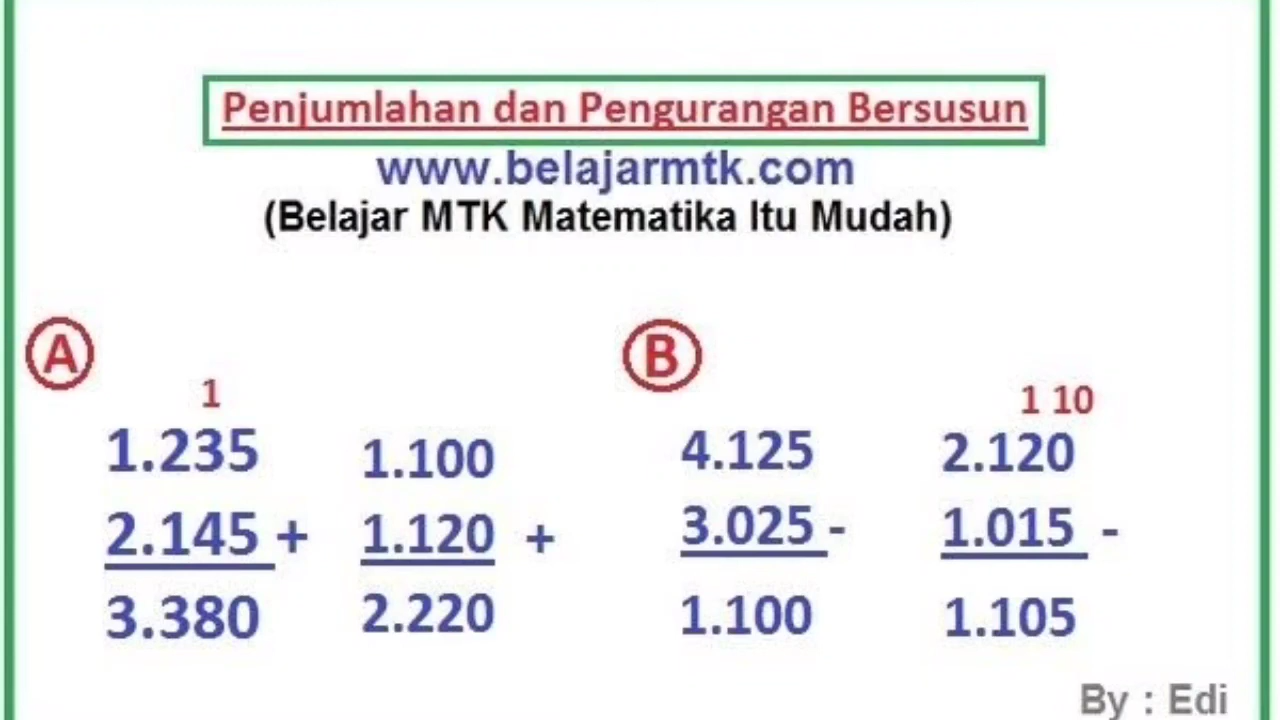 Penjumlahan dan Pengurangan Bersusun
www.belajarmtk.com
(Belajar MTK Matematika Itu Mudah)
A
1
1.235
2.145 +
3.380
1.100
1.120 +
2.220
B
4.125
3.025 -
1.100
1 10
2.120
1.015 -
1.105
By : Edi